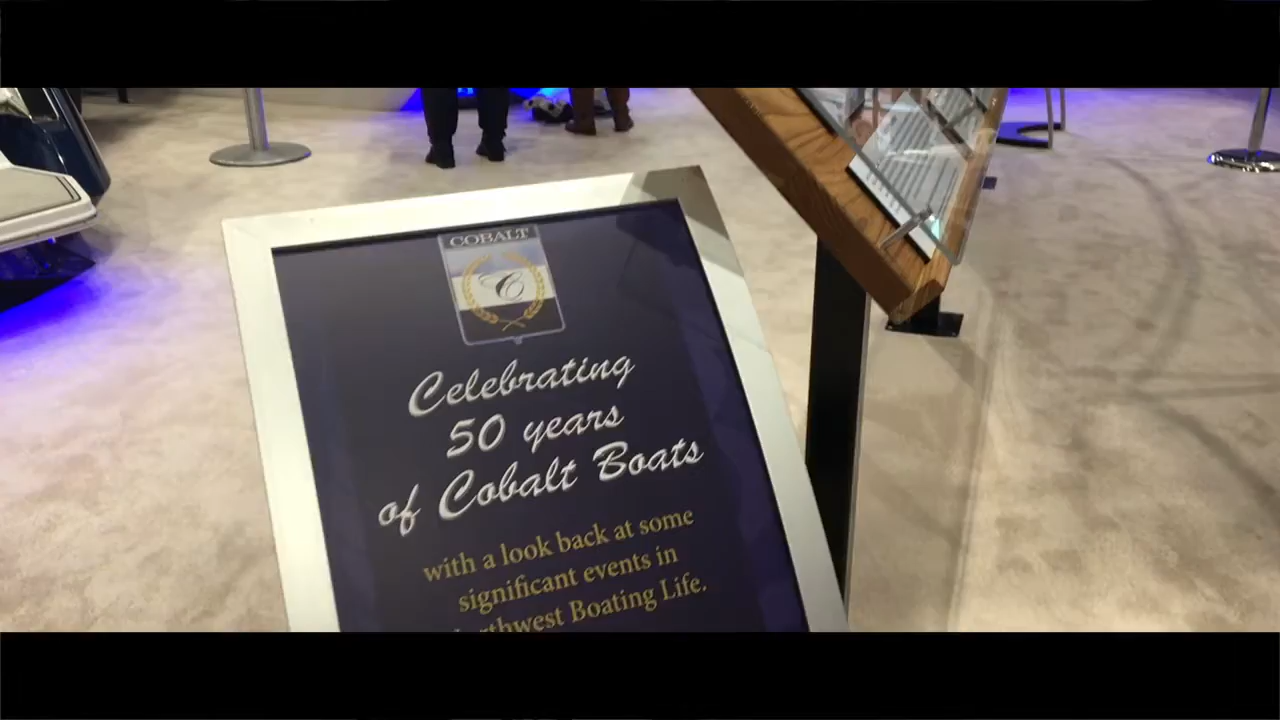 COBALT
C
Celebrating
50 years
of Cobalt Boats
with a look back at some
significant events in
Boating Life.